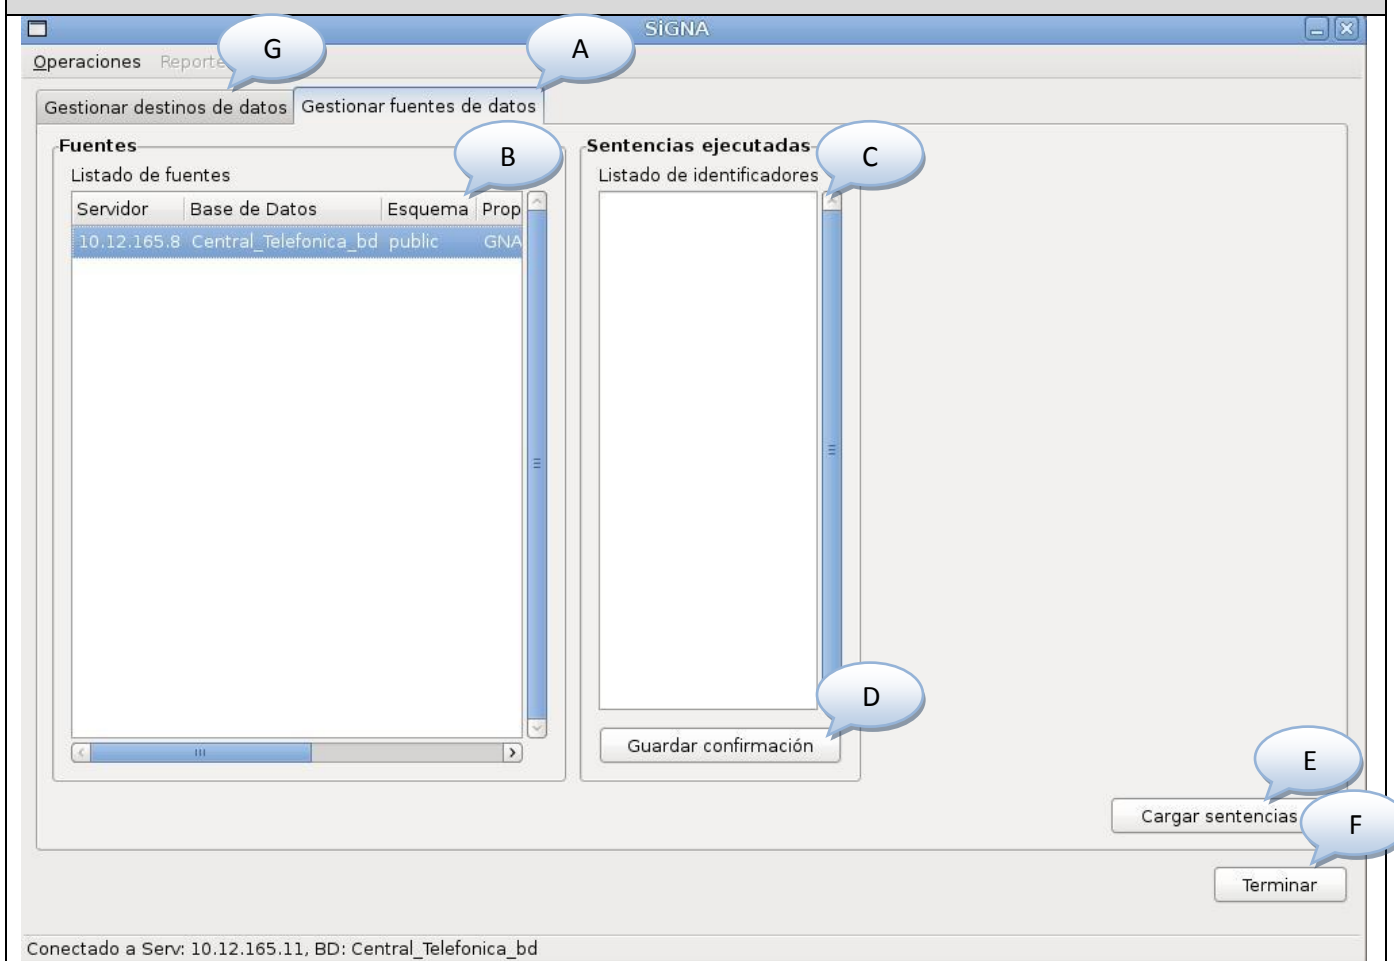 SiGNA
G
A
Operaciones Reporte
Gestionar destinos de datos Gestionar fuentes de datos
Fuentes
B
Sentencias ejecutadas
C
Listado de fuentes
Listado de identificadores
Servidor Base de Datos Esquema Prop
10.12.165.8 Central_Telefonica_bd public GNA
D
Guardar confirmación
E
Cargar sentencias
F
Terminar
Conectado a Serv: 10.12.165.11, BD: Central_Telefonica_bd